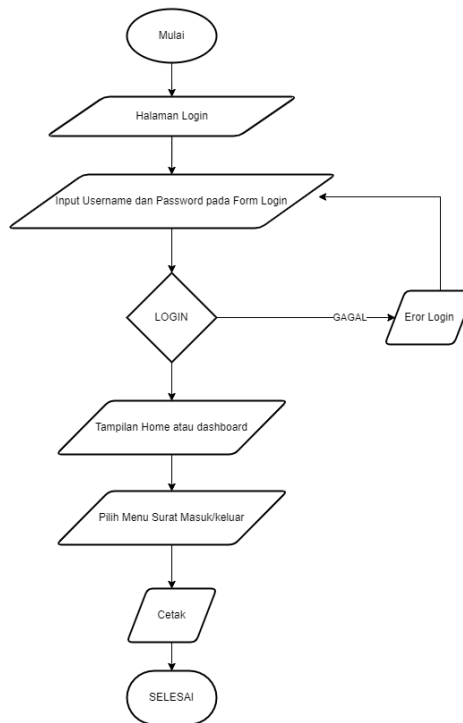 Mulai
Halaman Login
Input Username dan Password pada Form Login
LOGIN
GAGAL
Eror Login
Tampilan Home atau dashboard
Pilih Menu Surat Masuk/keluar
Cetak
SELESAI